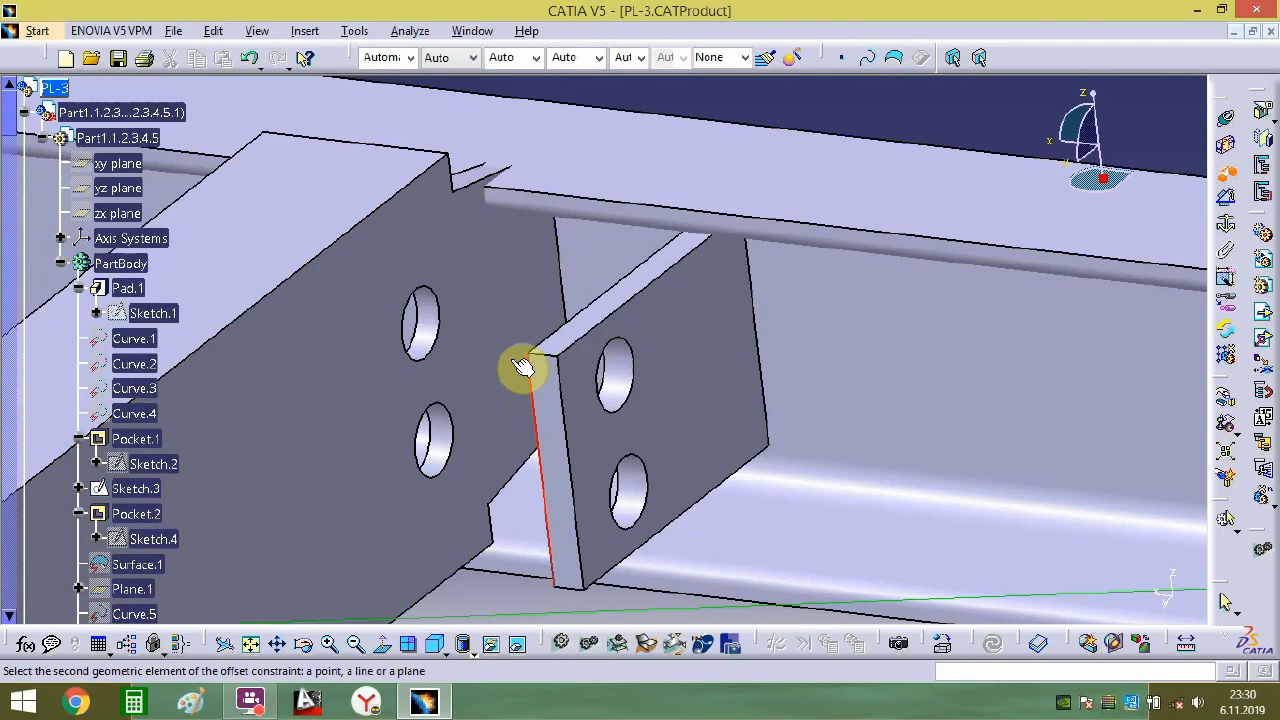 CATIA V5 - [PL-3.CATProduct]
Start ENOVIA V5 VPM File Edit View Insert Tools Analyze Window Help
Automa Auto Auto Auto Aut Aut None
PL-3
Part1.1.2.3....2.3.4.5.1)
Part1.1.2.3.4.5
xy plane
yz plane
zx plane
Axis Systems
PartBody
Pad.1
Sketch.1
Curve.1
Curve.2
Curve.3
Curve.4
Pocket.1
Sketch.2
Sketch.3
Pocket.2
Sketch.4
Surface.1
Plane.1
Curve.5
z
x
y
z
y
CATIA
Select the second geometric element of the offset constraint: a point, a line or a plane
23:30
6.11.2019